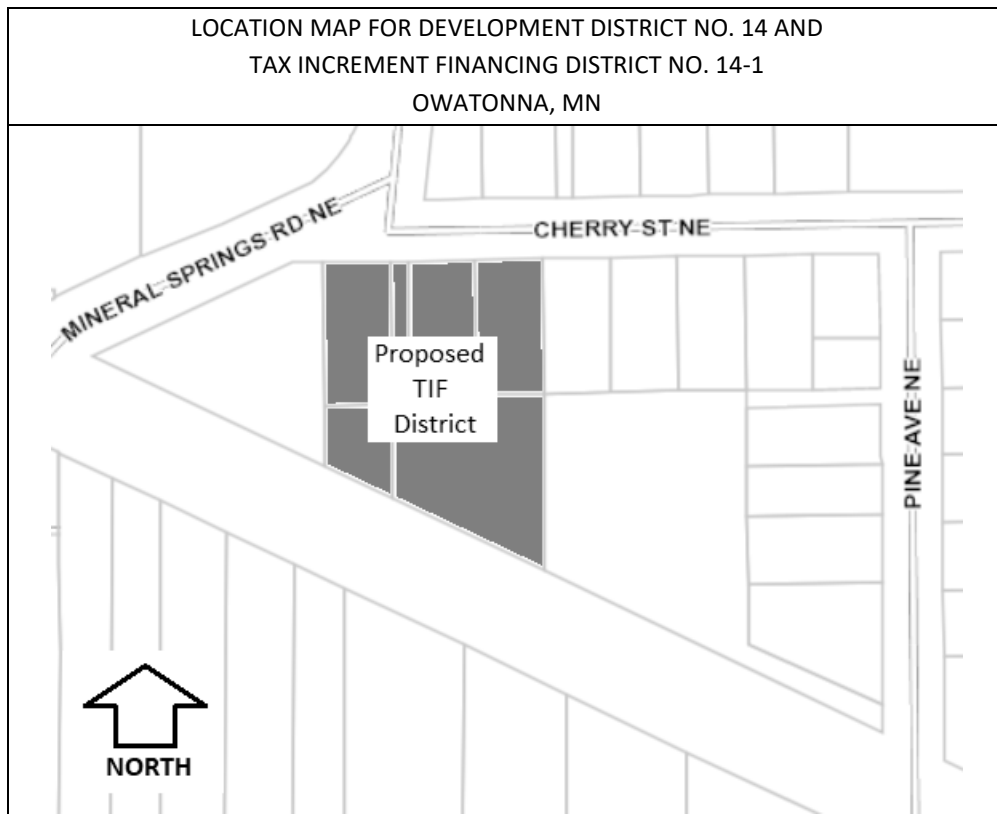 LOCATION MAP FOR DEVELOPMENT DISTRICT NO. 14 AND
TAX INCREMENT FINANCING DISTRICT NO. 14-1
OWATONNA, MN
MINERAL SPRINGS RD NE
CHERRY ST NE
Proposed
TIF
District
PINE AVE NE
NORTH